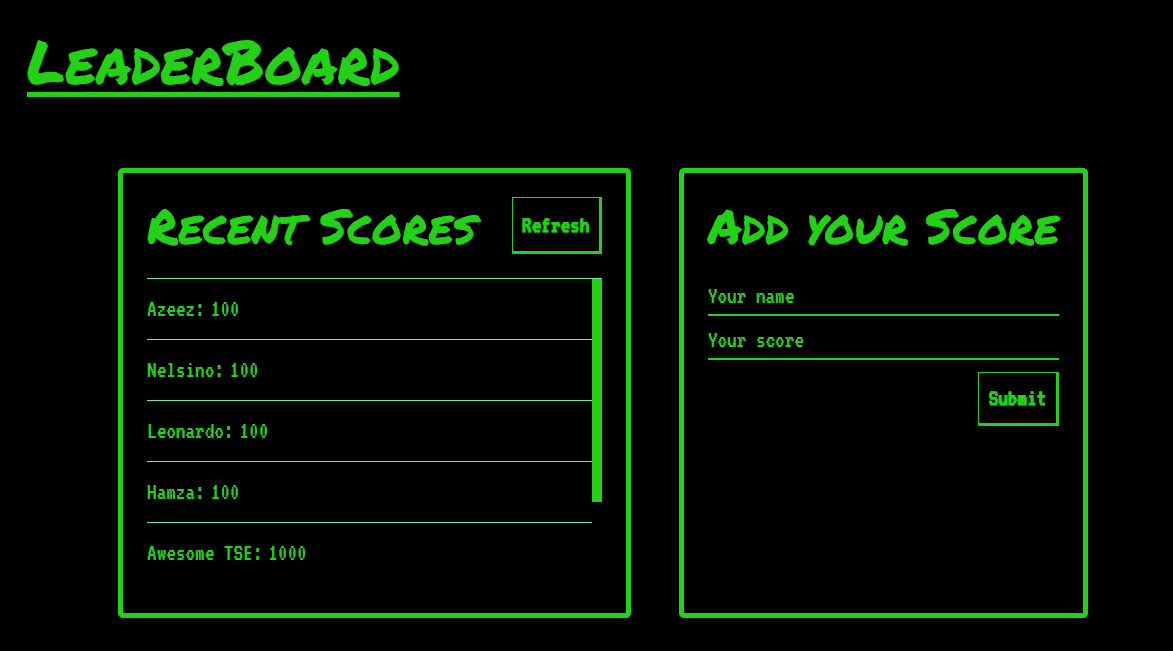 LeaderBoard
Recent Scores
Refresh
Azeez: 100
Nelsino: 100
Leonardo: 100
Hamza: 100
Awesome TSE: 1000
Add your Score
Your name
Your score
Submit